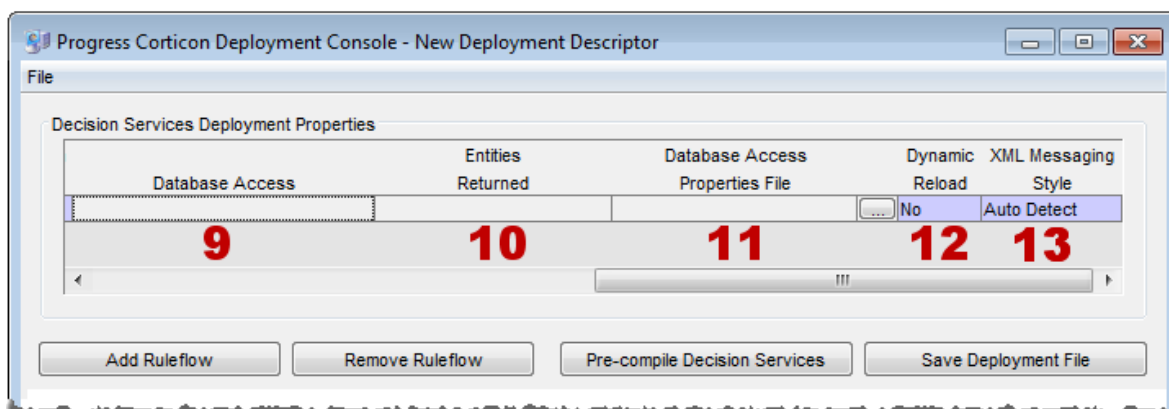 Progress Corticon Deployment Console - New Deployment Descriptor
File
Decision Services Deployment Properties
Entities Database Access Dynamic XML Messaging
Database Access Returned Properties File Reload Style
... No Auto Detect
9 10 11 12 13
Add Ruleflow Remove Ruleflow Pre-compile Decision Services Save Deployment File